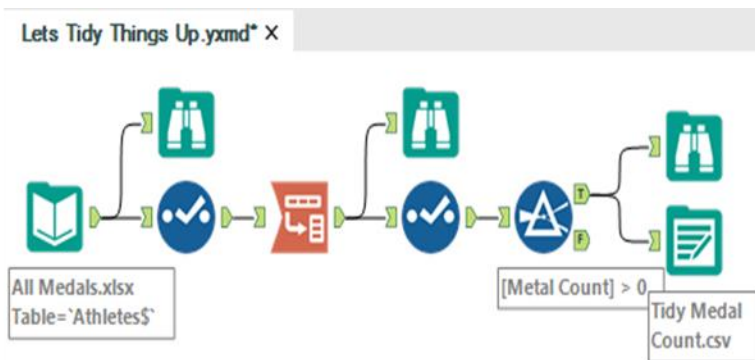 Lets Tidy Things Up.yxmd* X
T
F
All Medals.xlsx
Table=`Athletes$`
[Metal Count] > 0
Tidy Medal
Count.csv